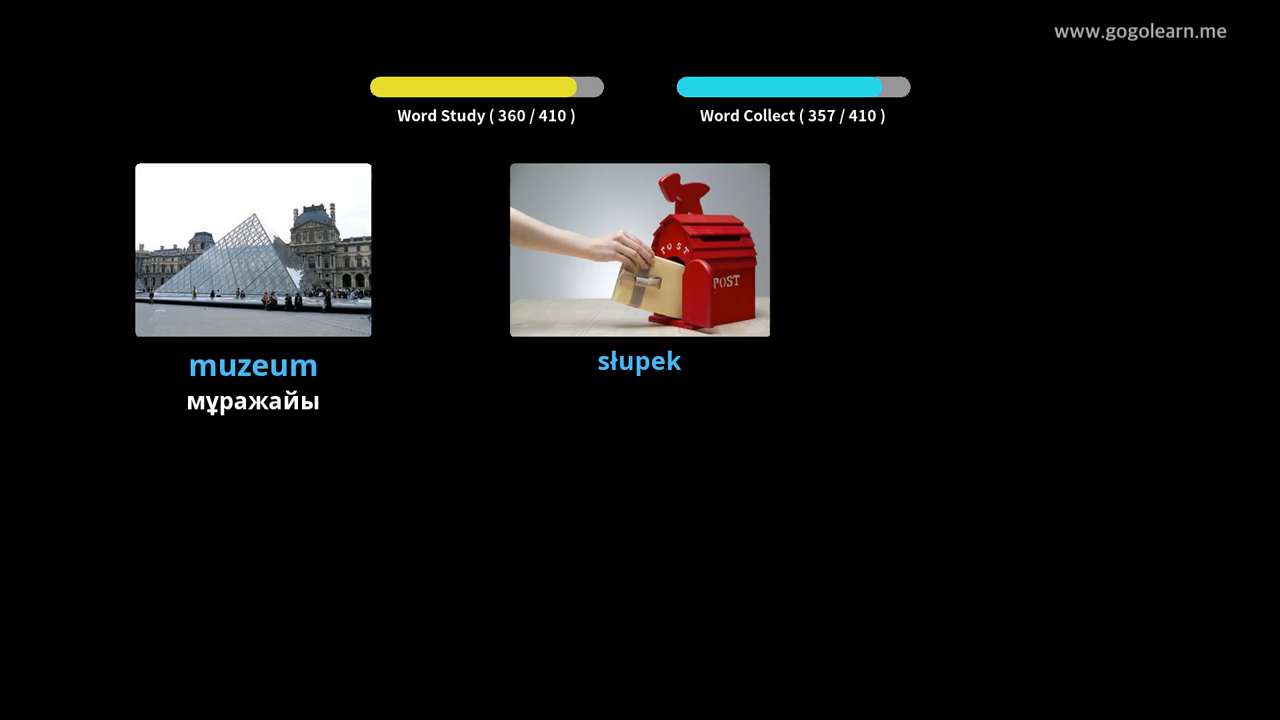 www.gogolearn.me
Word Study ( 360 / 410 )
Word Collect ( 357 / 410 )
POST
POST
muzeum
мұражайы
słupek